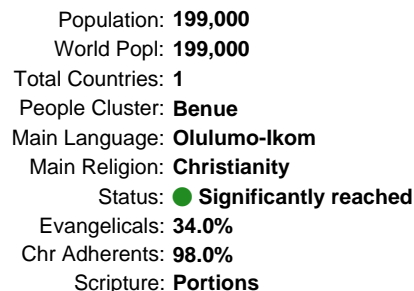 Population: 199,000
World Popl: 199,000
Total Countries: 1
People Cluster: Benue
Main Language: Olulumo-Ikom
Main Religion: Christianity
Status: Significantly reached
Evangelicals: 34.0%
Chr Adherents: 98.0%
Scripture: Portions